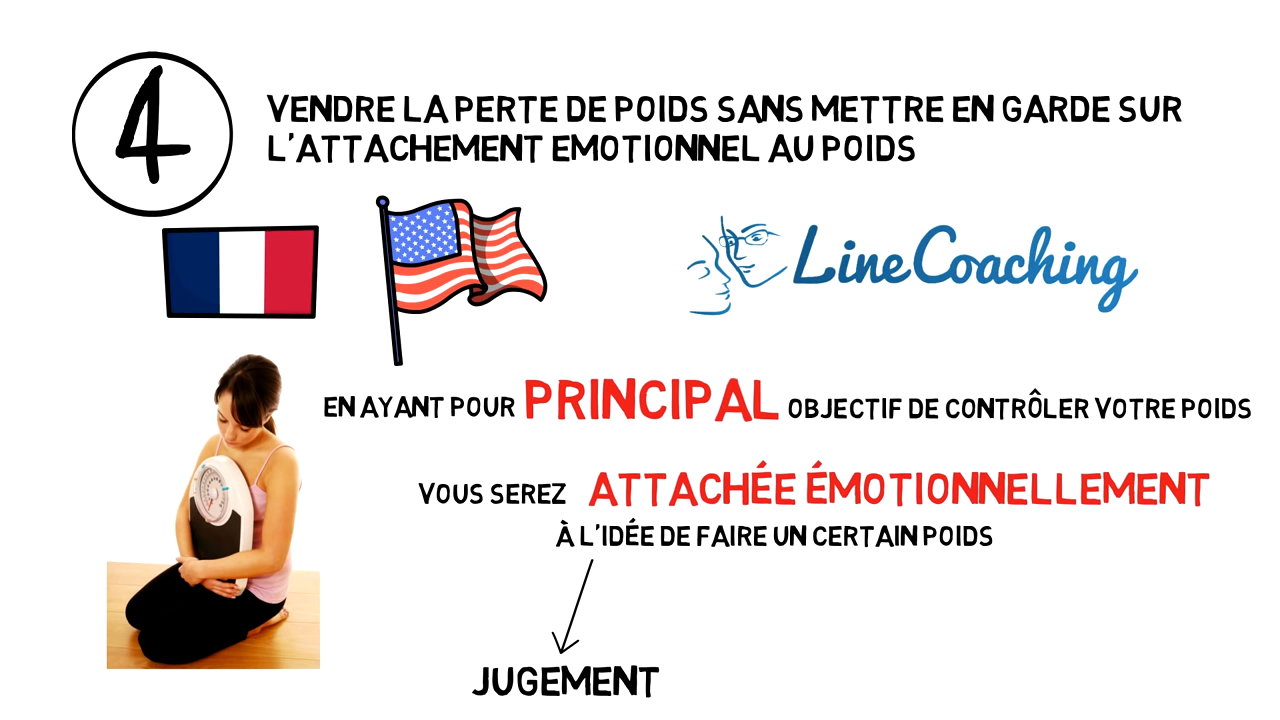 4
VENDRE LA PERTE DE POIDS SANS METTRE EN GARDE SUR
L'ATTACHEMENT EMOTIONNEL AU POIDS
LineCoaching
EN AYANT POUR PRINCIPAL OBJECTIF DE CONTRÔLER VOTRE POIDS
VOUS SEREZ ATTACHÉE ÉMOTIONNELLEMENT
À L'IDÉE DE FAIRE UN CERTAIN POIDS
JUGEMENT